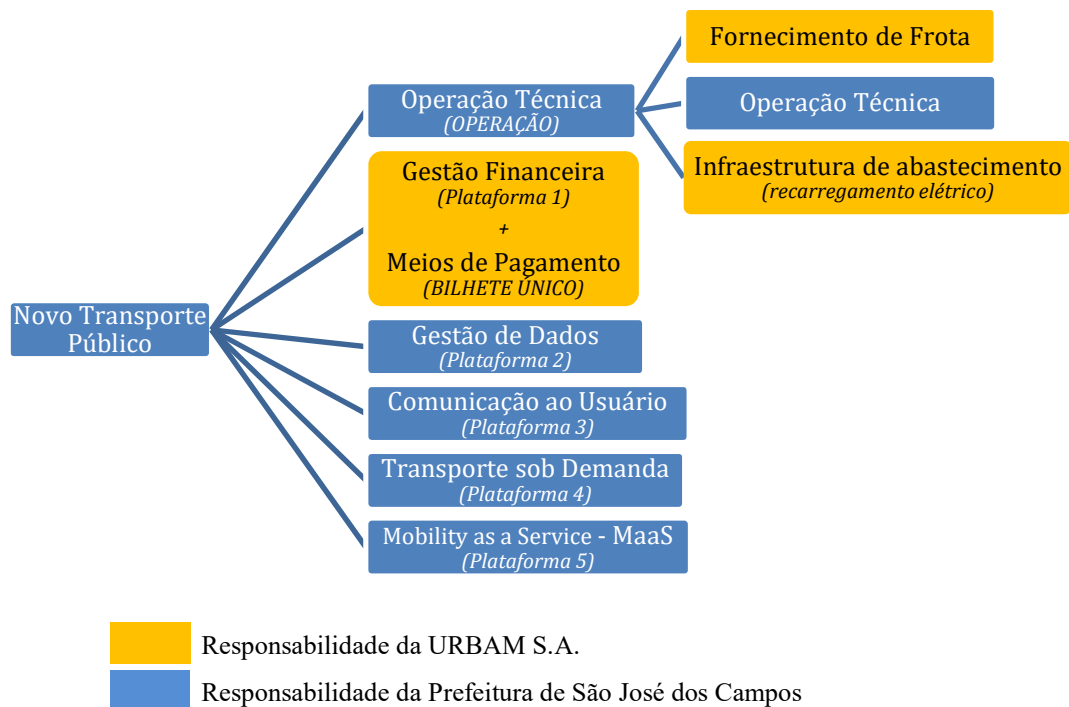 Novo Transporte
Público
Operação Técnica
(OPERAÇÃO)
Fornecimento de Frota
Operação Técnica
Infraestrutura de abastecimento
(recarregamento elétrico)
Gestão Financeira
(Plataforma 1)
+
Meios de Pagamento
(BILHETE ÚNICO)
Gestão de Dados
(Plataforma 2)
Comunicação ao Usuário
(Plataforma 3)
Transporte sob Demanda
(Plataforma 4)
Mobility as a Service - MaaS
(Plataforma 5)
Responsabilidade da URBAM S.A.
Responsabilidade da Prefeitura de São José dos Campos